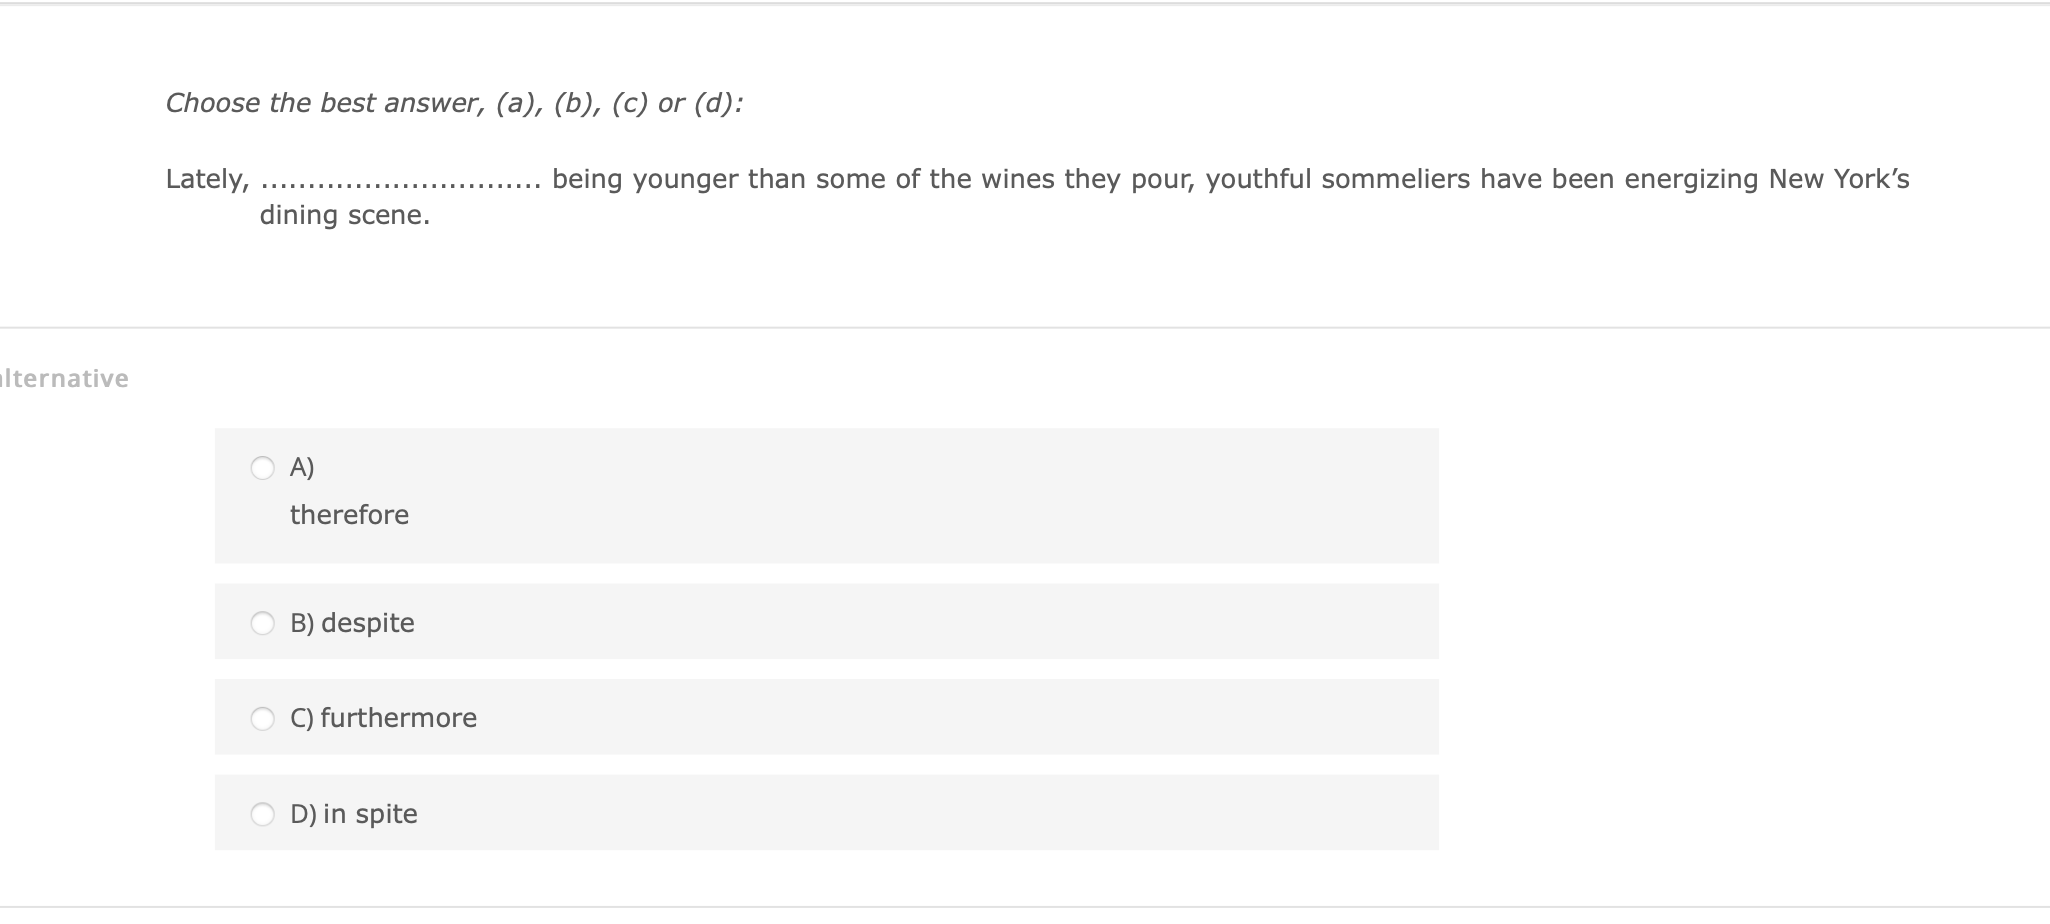 Choose the best answer, (a), (b), (c) or (d):
Lately, .............................. being younger than some of the wines they pour, youthful sommeliers have been energizing New York’s
dining scene.
lternative
A)
therefore
B) despite
C) furthermore
D) in spite